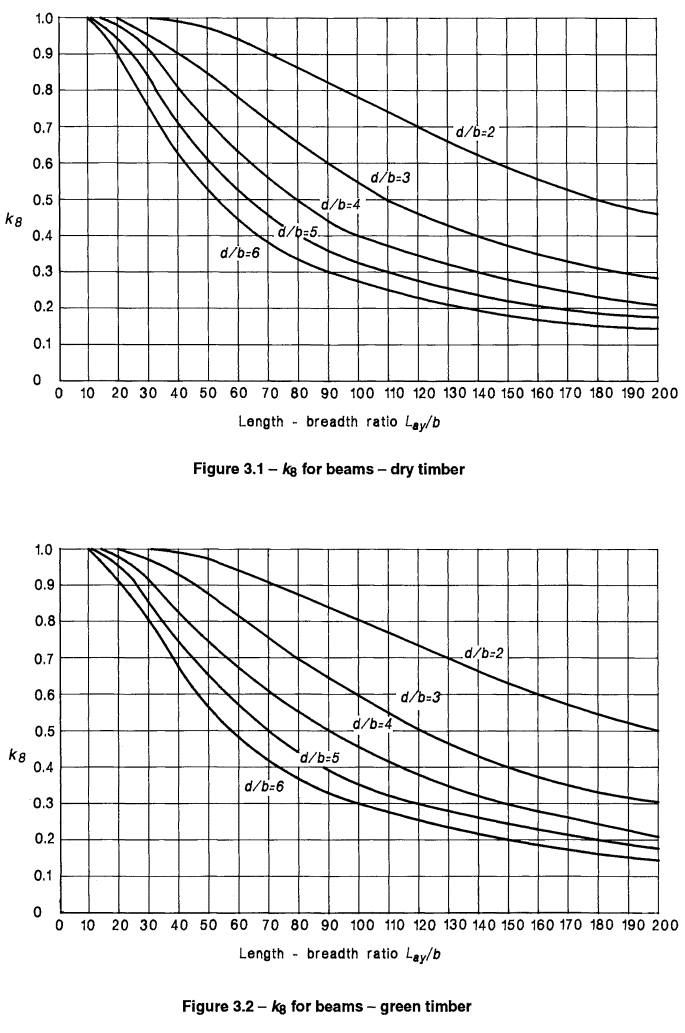 1.0
0.9
0.8
0.7
0.6
0.5
0.4
0.3
0.2
0.1
0
k8
d/b=2
d/b=3
d/b=4
d/b=5
d/b=6
0 10 20 30 40 50 60 70 80 90 100 110 120 130 140 150 160 170 180 190 200
Length - breadth ratio Lay/b
Figure 3.1 – k8 for beams – dry timber
1.0
0.9
0.8
0.7
0.6
0.5
0.4
0.3
0.2
0.1
0
k8
d/b=2
d/b=3
d/b=4
d/b=5
d/b=6
0 10 20 30 40 50 60 70 80 90 100 110 120 130 140 150 160 170 180 190 200
Length - breadth ratio Lay/b
Figure 3.2 – k8 for beams – green timber